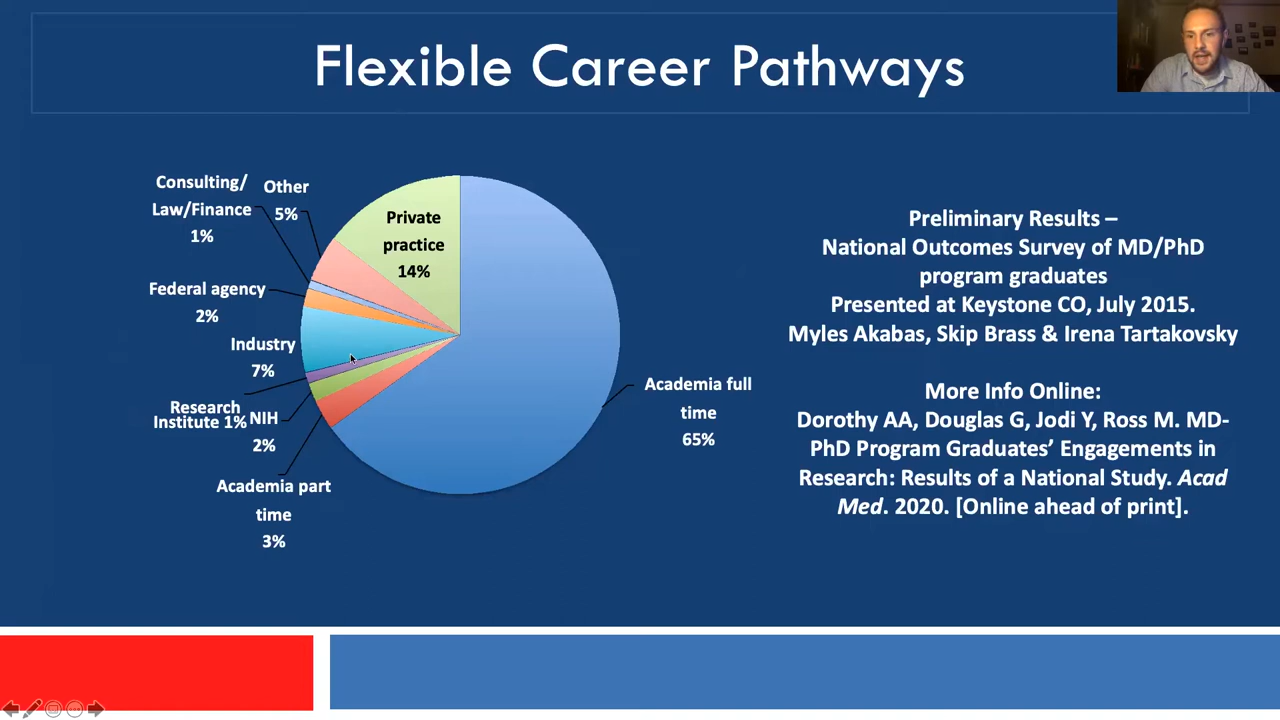 Flexible Career Pathways
Consulting/
Law/Finance
1%
Other
5%
Private
practice
14%
Federal agency
2%
Industry
7%
Research
Institute 1%
NIH
2%
Academia part
time
3%
Academia full
time
65%
Preliminary Results –
National Outcomes Survey of MD/PhD
program graduates
Presented at Keystone CO, July 2015.
Myles Akabas, Skip Brass & Irena Tartakovsky
More Info Online:
Dorothy AA, Douglas G, Jodi Y, Ross M. MD-
PhD Program Graduates’ Engagements in
Research: Results of a National Study. Acad
Med. 2020. [Online ahead of print].